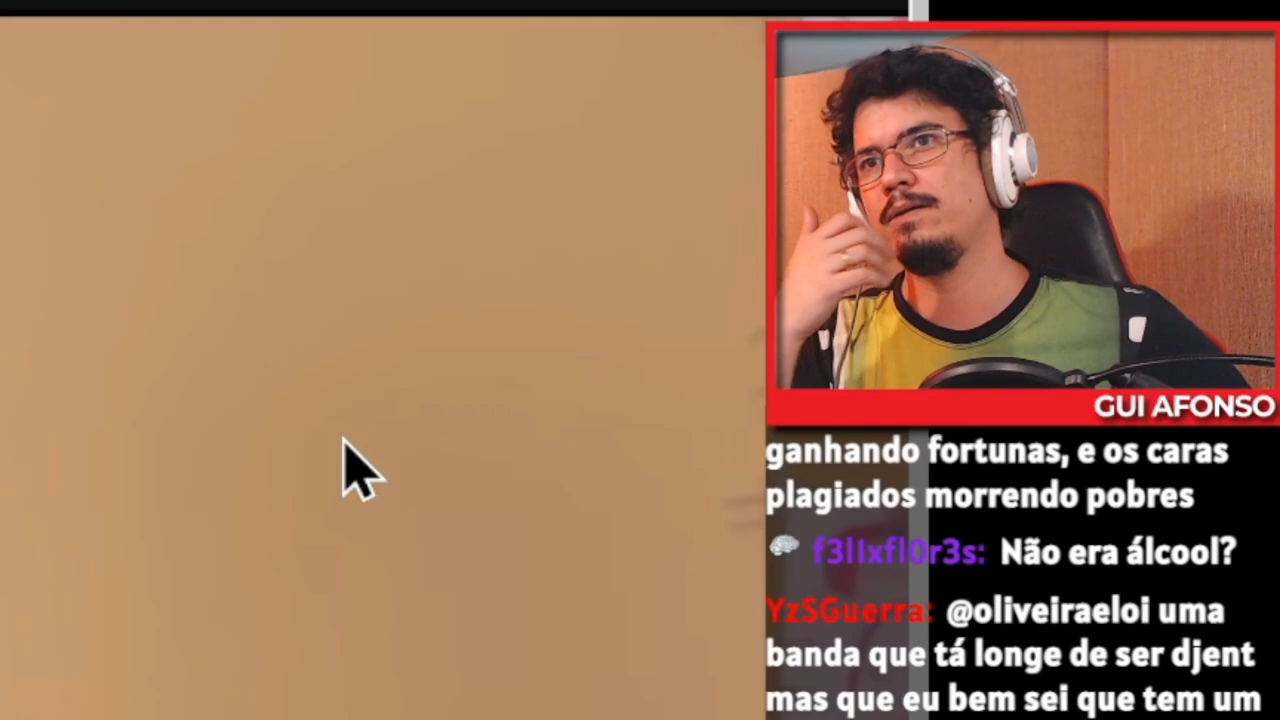 GUI AFONSO
ganhando fortunas, e os caras
plagiados morrendo pobres
f3lIxfl0r3s: Não era álcool?
YzSGuerra: @oliveiraeloi uma
banda que tá longe de ser djent
mas que eu bem sei que tem um